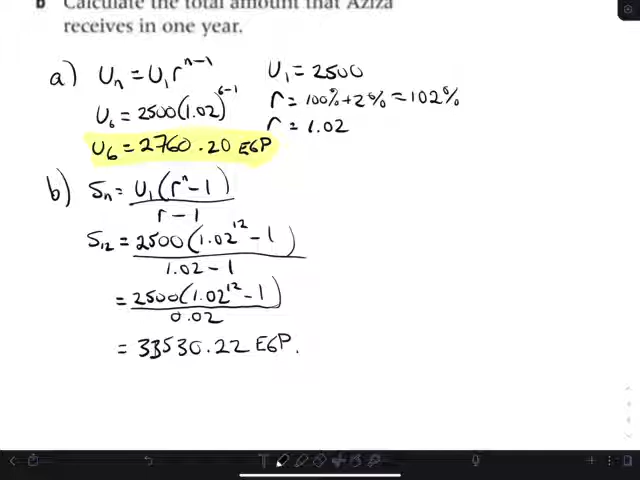 b Calculate the total amount that Aziza
receives in one year.
a) Un = U1r^n-1
U1 = 2500
U6 = 2500(1.02)^6-1
r = 100% + 2% = 102%
r = 1.02
U6 = 2760.20 EGP
b) Sn = U1(r^n - 1)
r - 1
S12 = 2500(1.02^12 - 1)
1.02 - 1
= 2500(1.02^12 - 1)
0.02
= 33530.22 EGP.